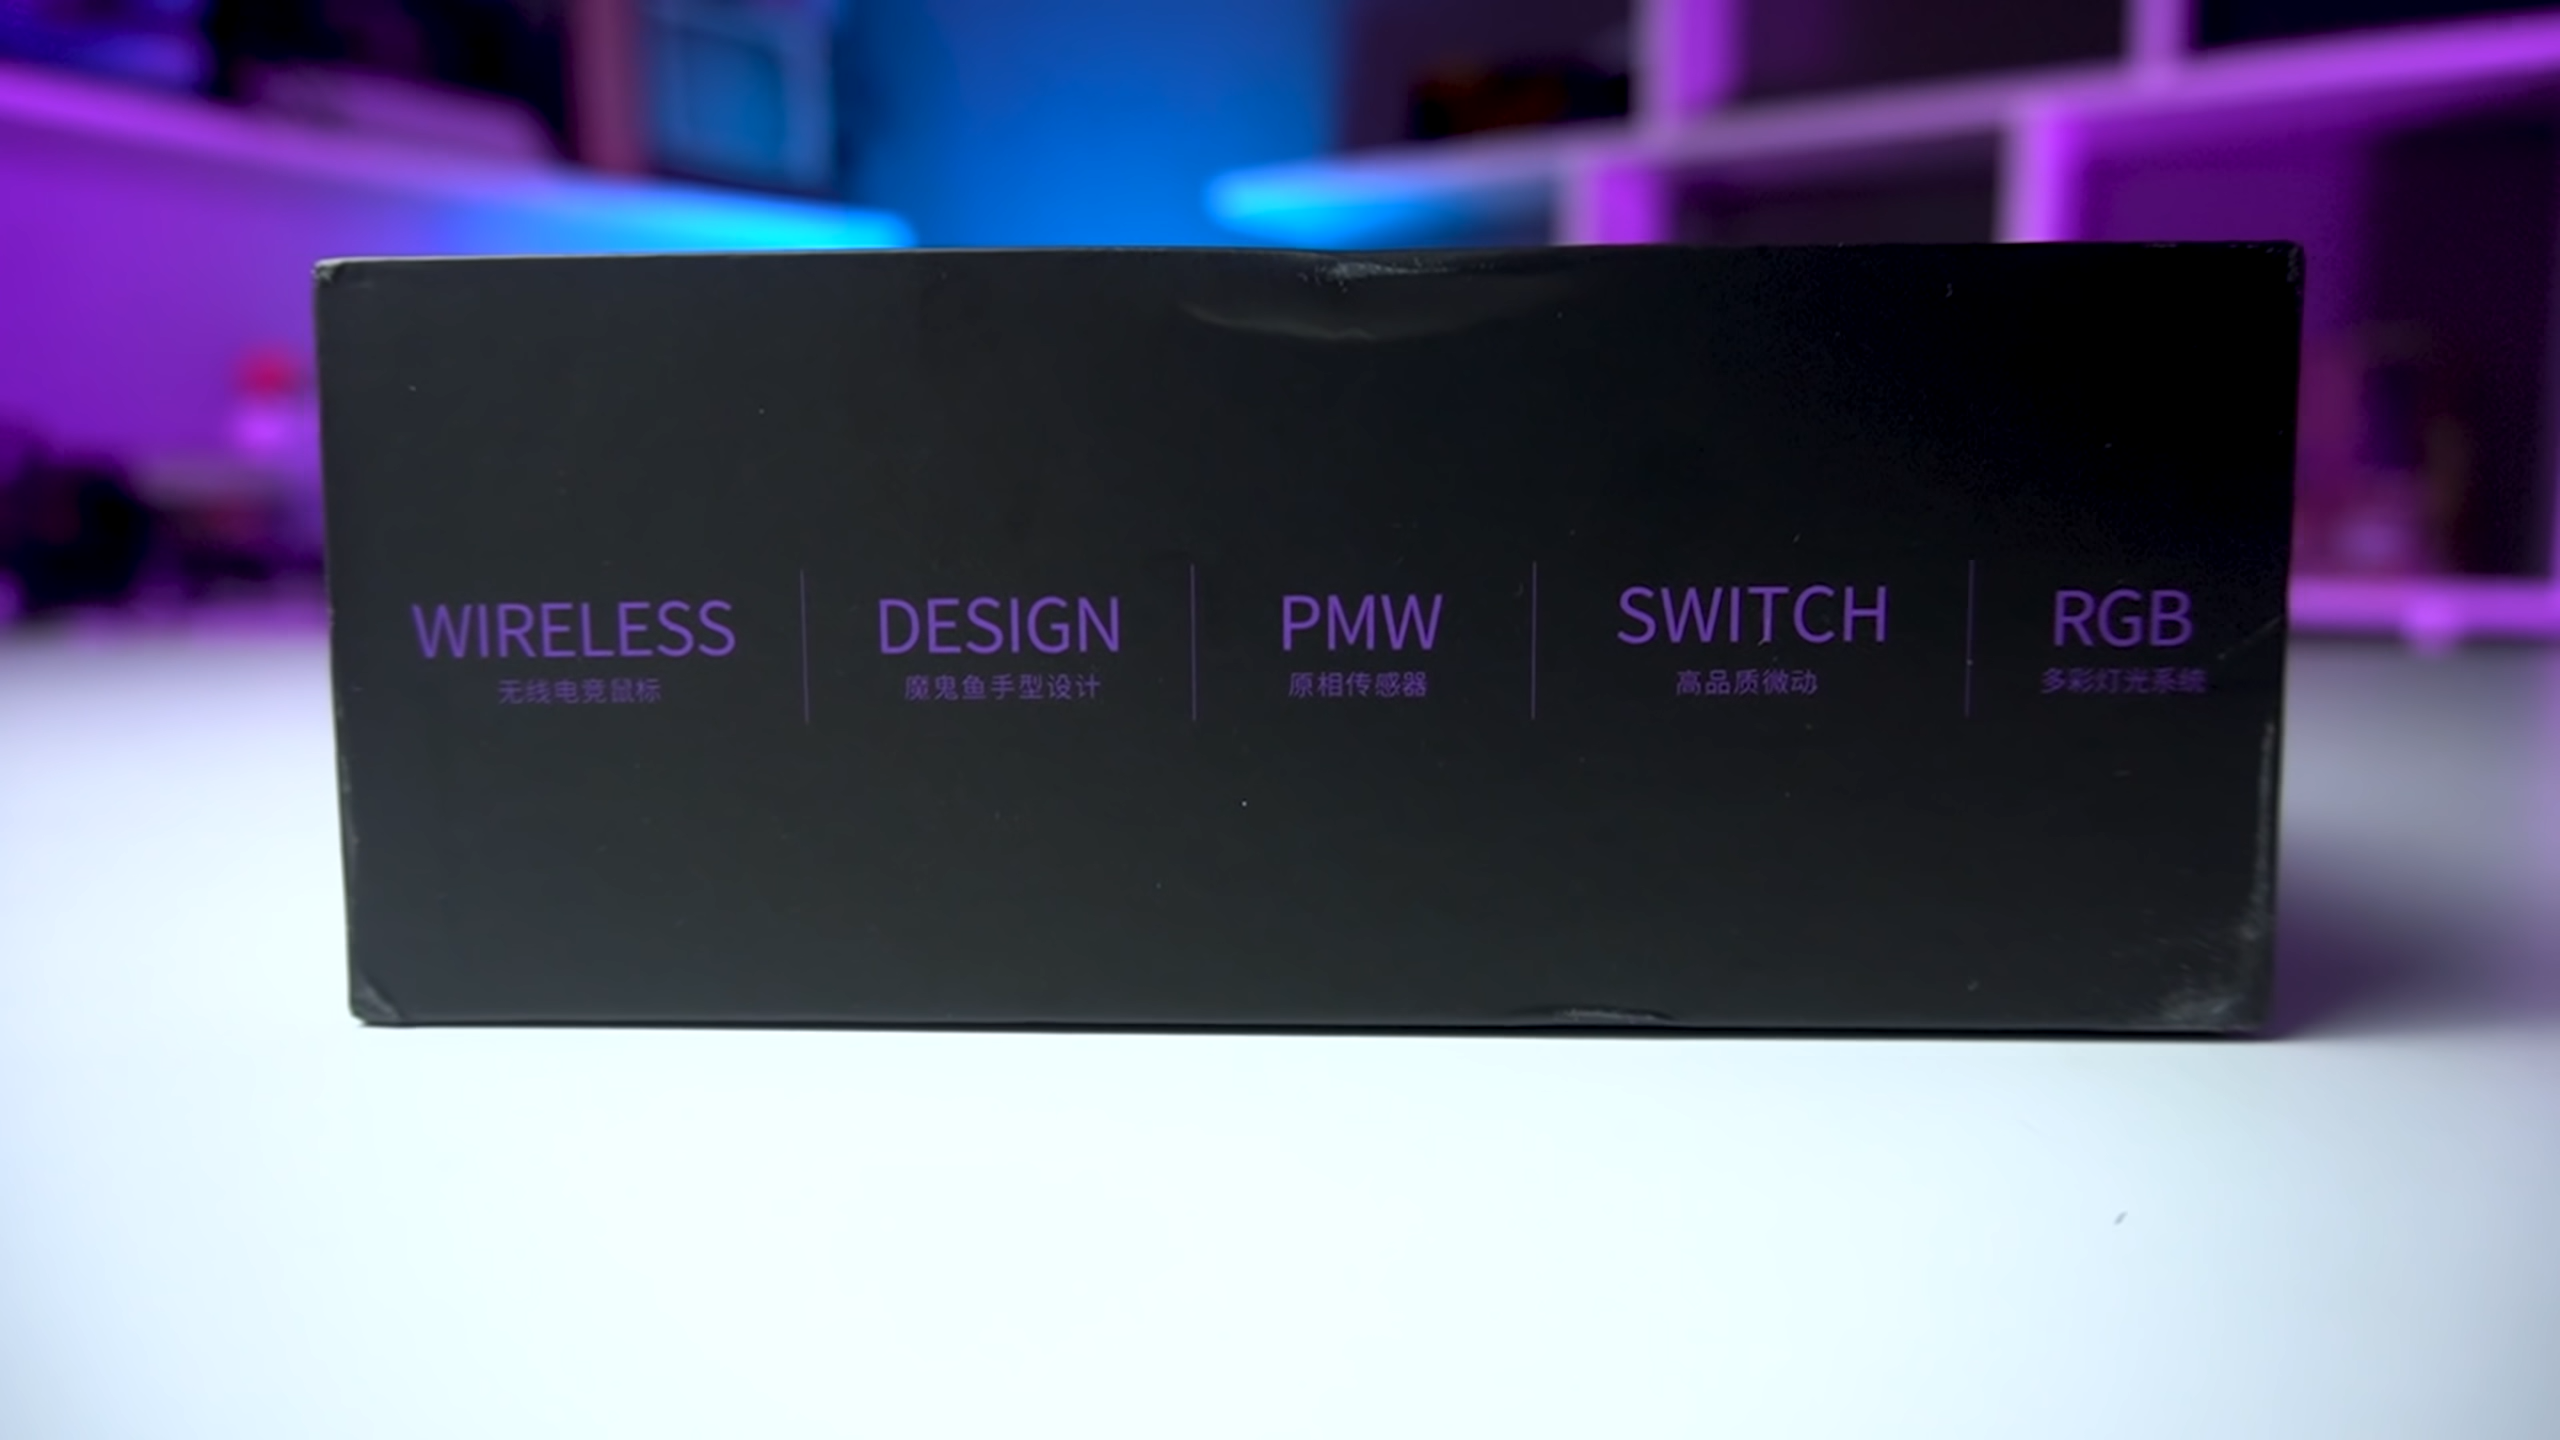 WIRELESS
无线电竞鼠标
DESIGN
魔鬼鱼手型设计
PMW
原相传感器
SWITCH
高品质微动
RGB
多彩灯光系统